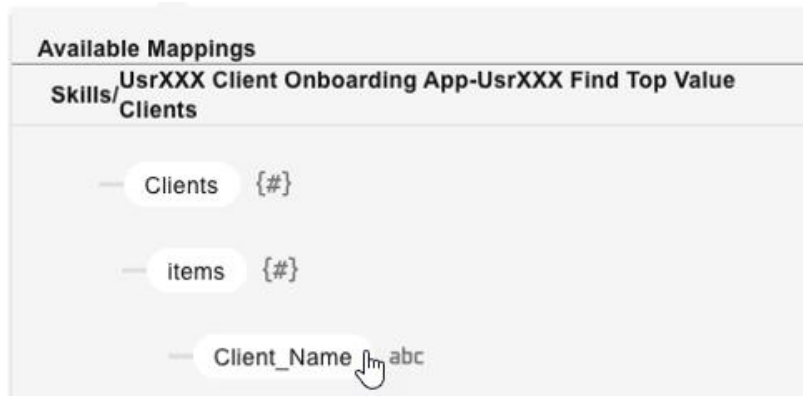 Available Mappings
Skills/UsrXXX Client Onboarding App-UsrXXX Find Top Value
Clients
Clients {#}
items {#}
Client_Name abc